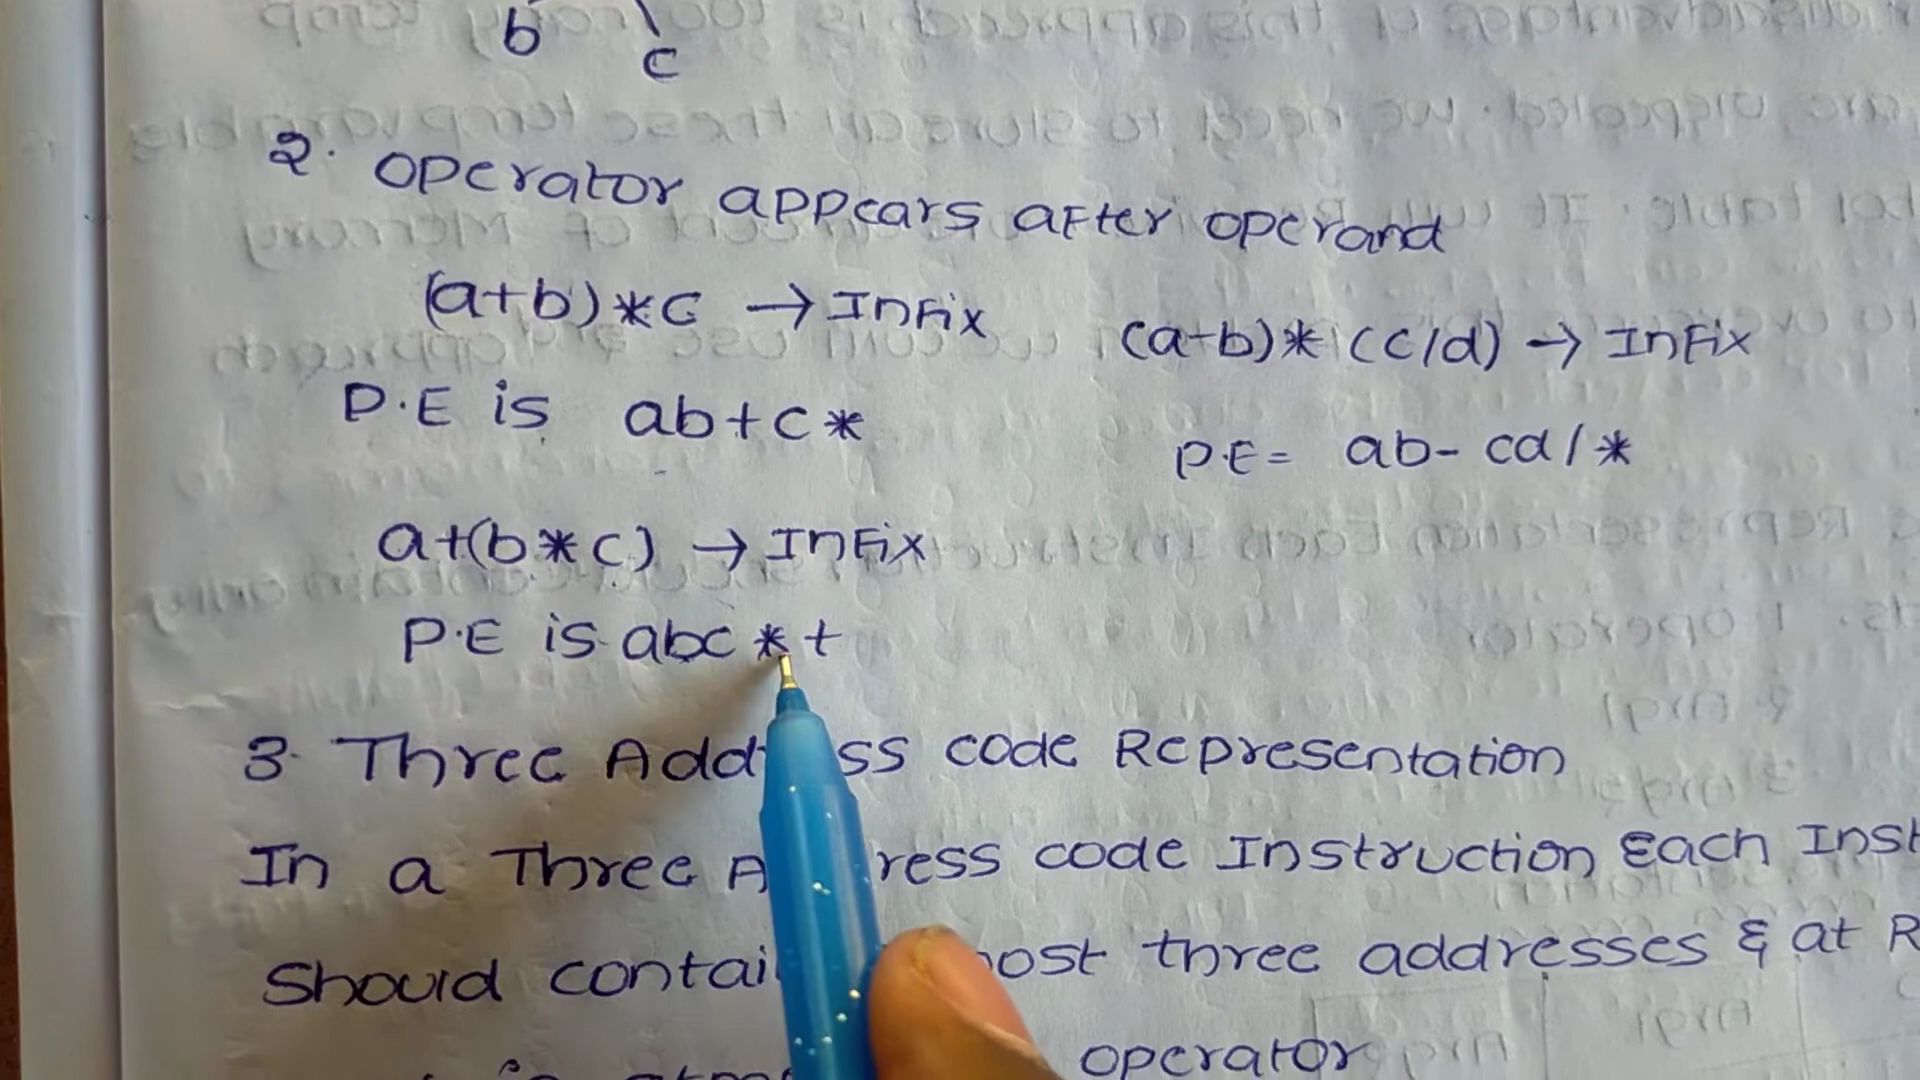 b
c
2. Operator appears after operand
(a+b)*c → Infix
P.E is ab+c*
(a-b)*(c/d) → Infix
P.E= ab-cd/*
a+(b*c) → Infix
P.E is abc*+
3. Three Add ss code Representation
In a Three A ress code Instruction Each Inst
Should contai ost three addresses & at
operator